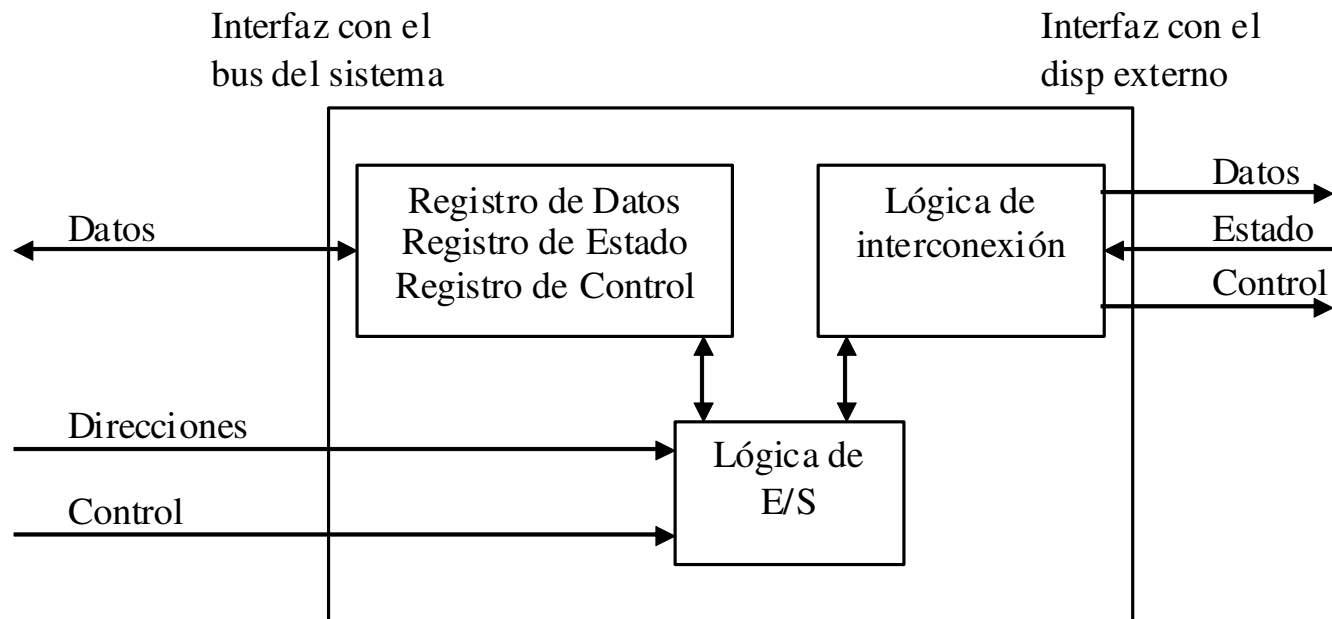 Interfaz con el
bus del sistema
Interfaz con el
disp externo
Registro de Datos
Registro de Estado
Registro de Control
Lógica de
interconexión
Datos
Estado
Control
Datos
Direcciones
Control
Lógica de
E/S